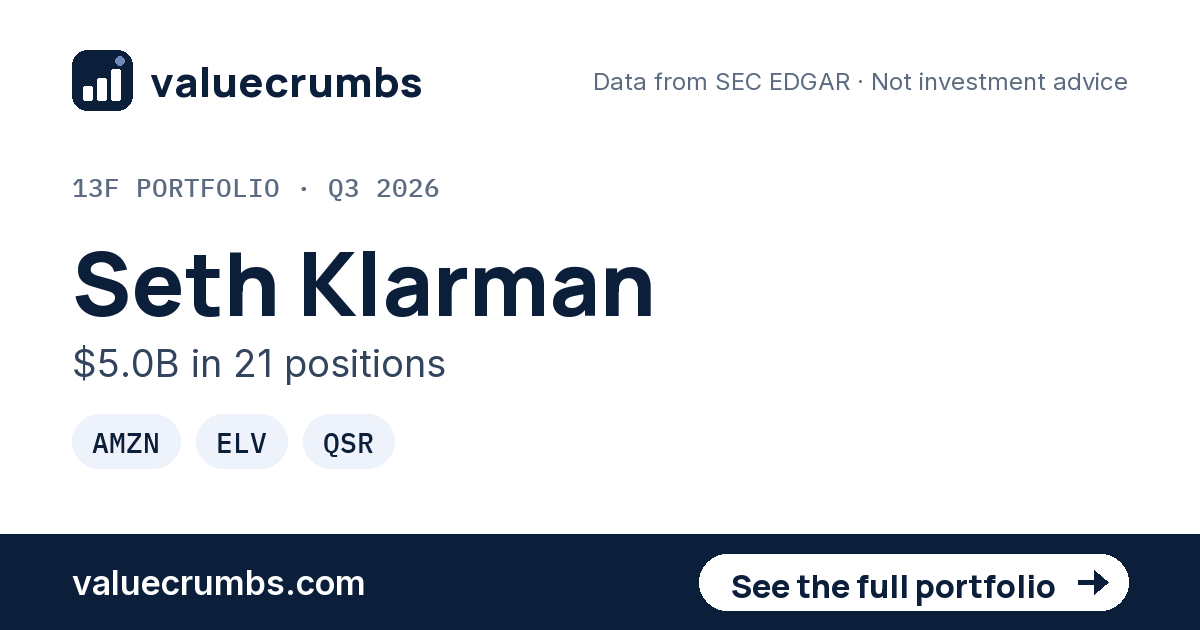 valuecrumbs
Data from SEC EDGAR · Not investment advice
13F PORTFOLIO · Q3 2026
Seth Klarman
$5.0B in 21 positions
AMZN ELV QSR
valuecrumbs.com
See the full portfolio →